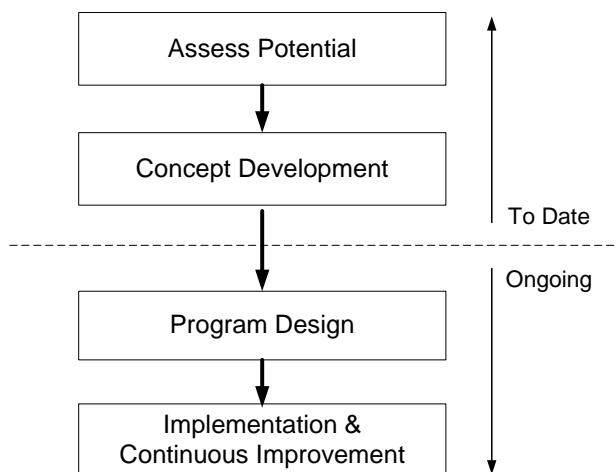 Assess Potential
Concept Development
To Date
Ongoing
Program Design
Implementation &
Continuous Improvement